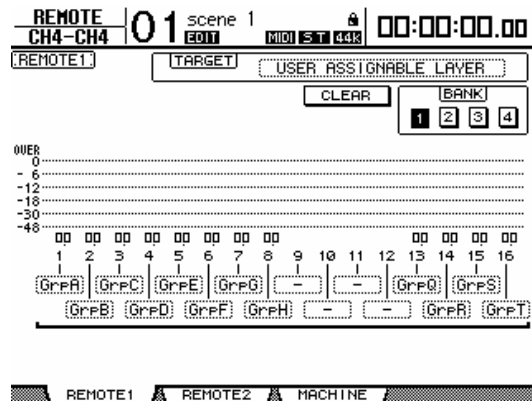 REMOTE
CH4-CH4
01 scene 1
EDIT
MIDI ST 44K
00:00:00.00
REMOTE1
TARGET
USER ASSIGNABLE LAYER
CLEAR
BANK
1 2 3 4
OVER
0
- 6
-12
-18
-30
-48
00 00 00 00 00 00 00 00 00 00 00 00
1 2 3 4 5 6 7 8 9 10 11 12 13 14 15 16
GrpA GrpC GrpE GrpG - - GrpQ GrpS
GrpB GrpD GrpF GrpH - - GrpR GrpT
REMOTE1 REMOTE2 MACHINE